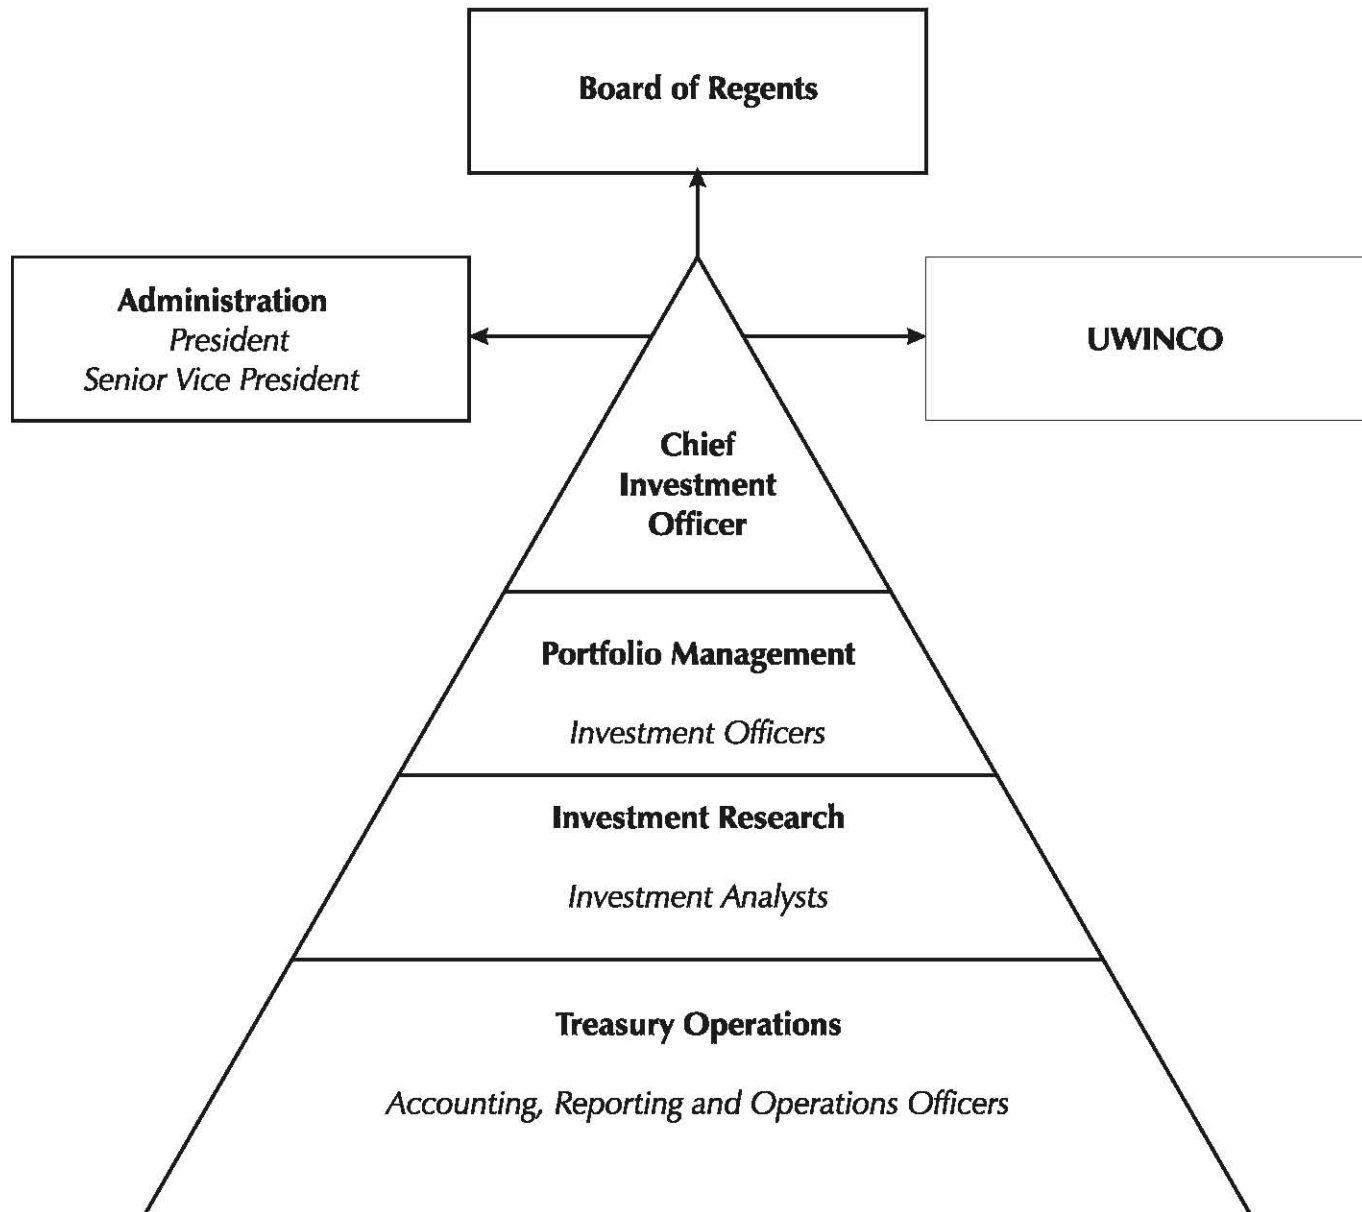 Board of Regents
Administration
President
Senior Vice President
UWINCO
Chief
Investment
Officer
Portfolio Management
Investment Officers
Investment Research
Investment Analysts
Treasury Operations
Accounting, Reporting and Operations Officers